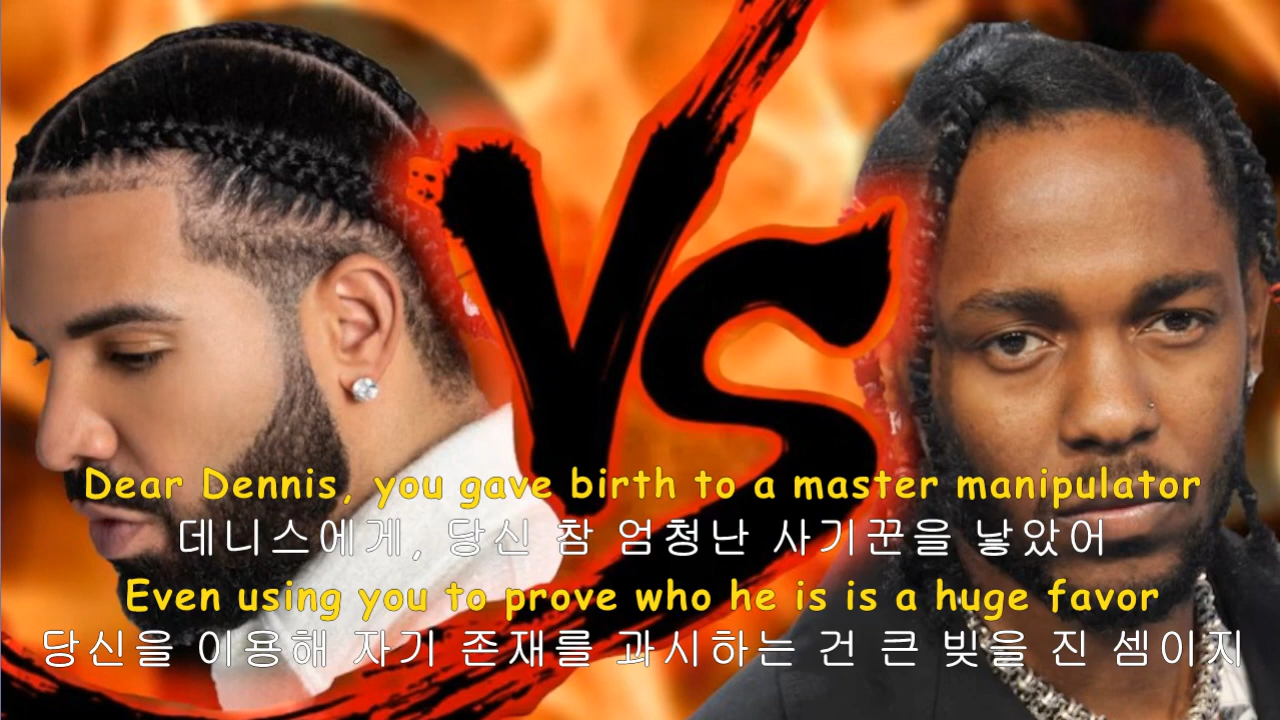 VS
Dear Dennis, you gave birth to a master manipulator
데니스에게, 당신 참 엄청난 사기꾼을 낳았어
Even using you to prove who he is is a huge favor
당신을 이용해 자기 존재를 과시하는 건 큰 빚을 진 셈이지